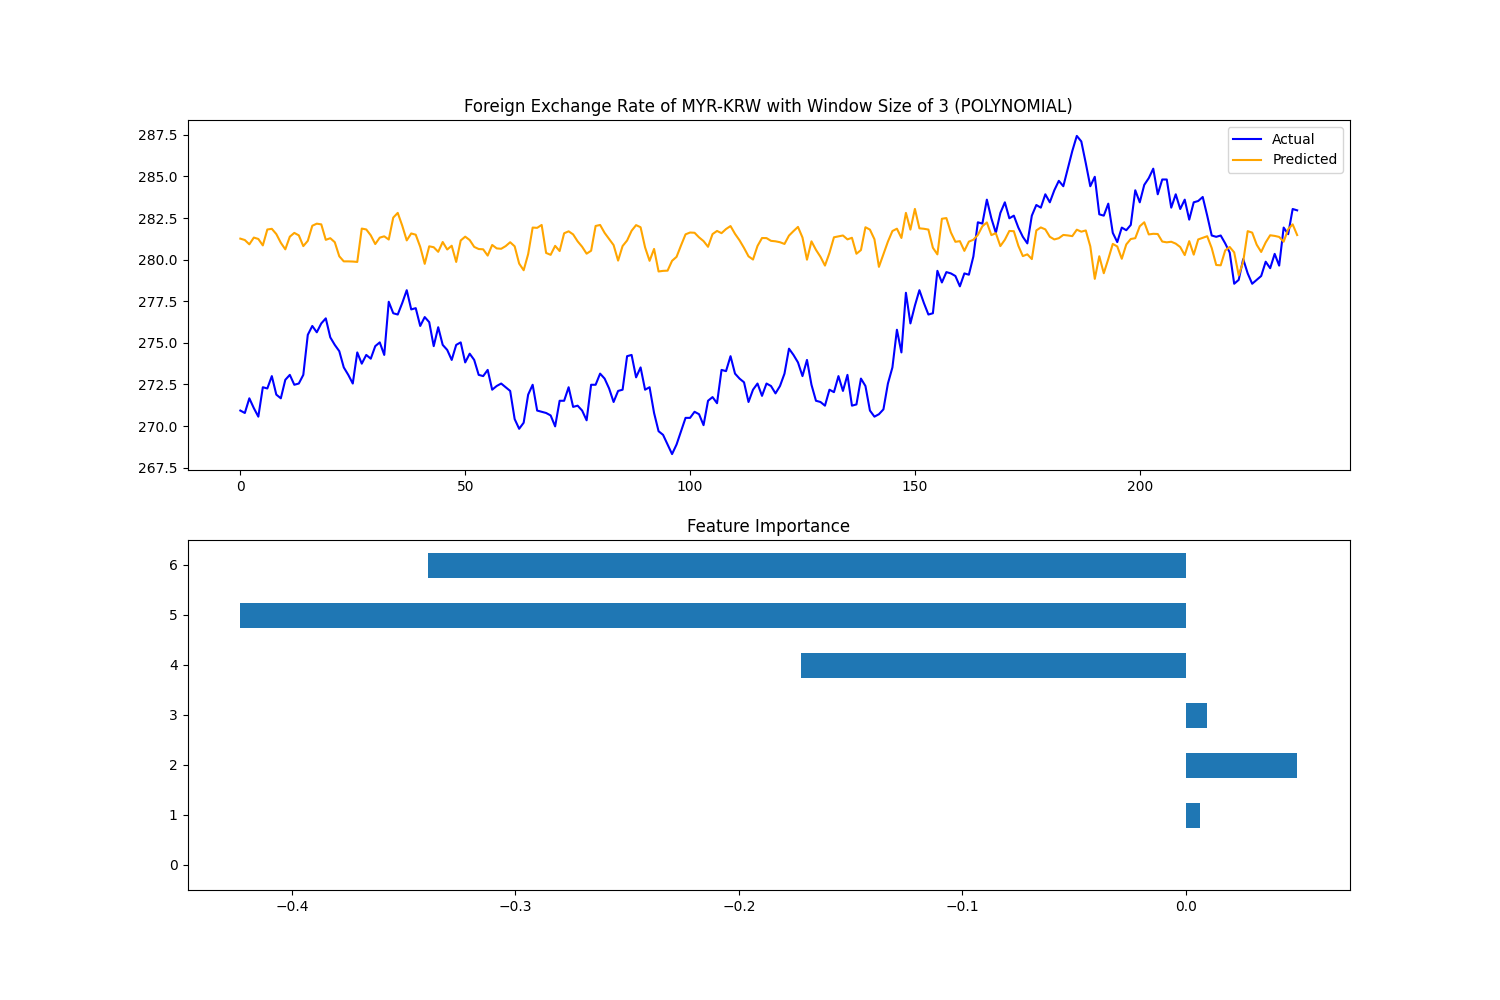 Foreign Exchange Rate of MYR-KRW with Window Size of 3 (POLYNOMIAL)
287.5
285.0
282.5
280.0
277.5
275.0
272.5
270.0
267.5
Actual
Predicted
0 50 100 150 200
Feature Importance
6
5
4
3
2
1
0
−0.4 −0.3 −0.2 −0.1 0.0